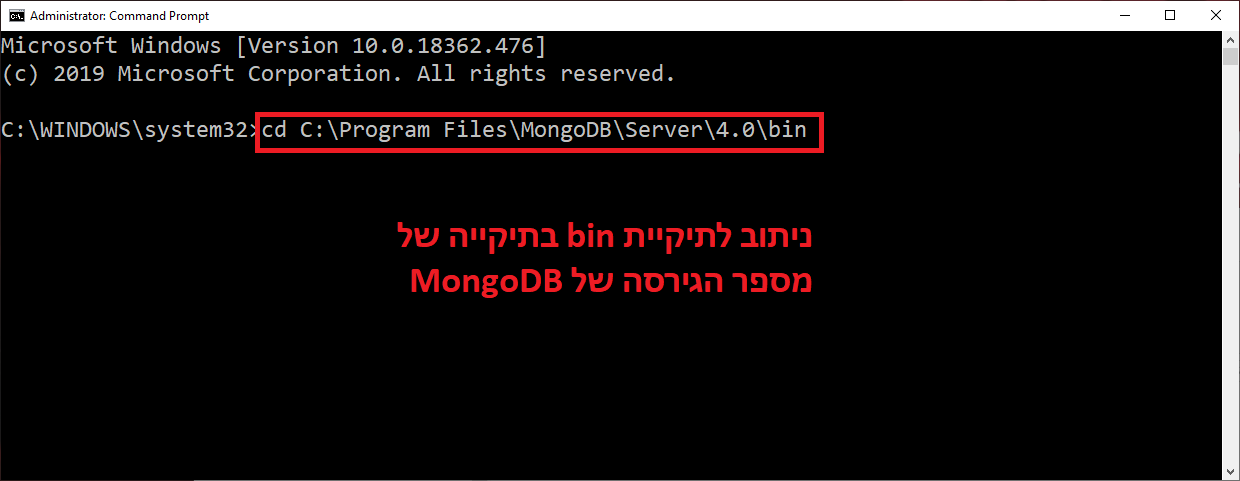 Administrator: Command Prompt
Microsoft Windows [Version 10.0.18362.476]
(c) 2019 Microsoft Corporation. All rights reserved.
C:\WINDOWS\system32>cd C:\Program Files\MongoDB\Server\4.0\bin
ניתוב לתיקיית bin בתיקייה של
מספר הגירסה של MongoDB